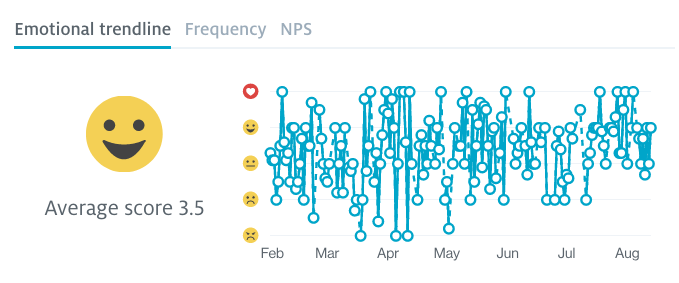 Emotional trendline Frequency NPS
Average score 3.5
Feb Mar Apr May Jun Jul Aug